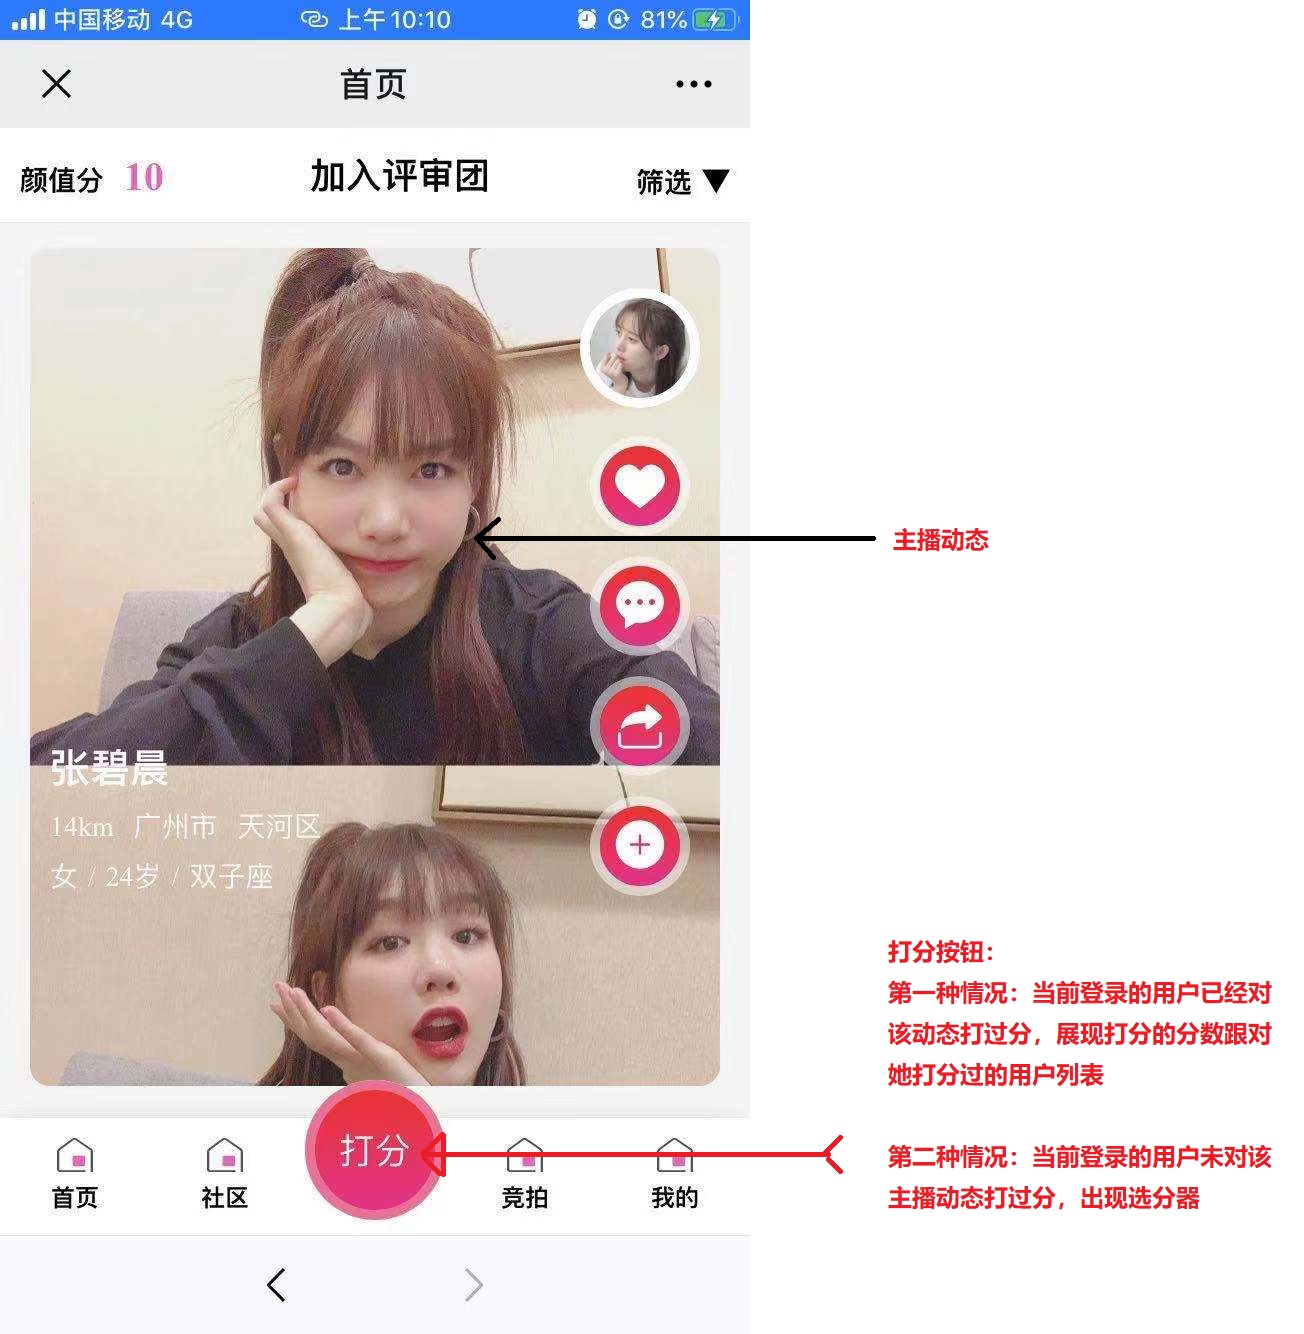 中国移动 4G 上午10:10 81%
首页
颜值分 10 加入评审团 筛选
主播动态
张碧晨
14km 广州市 天河区
女 / 24岁 / 双子座
打分按钮：
第一种情况：当前登录的用户已经对
该动态打过分，展现打分的分数跟对
她打分过的用户列表
第二种情况：当前登录的用户未对该
主播动态打过分，出现选分器
打分
首页 社区 竞拍 我的